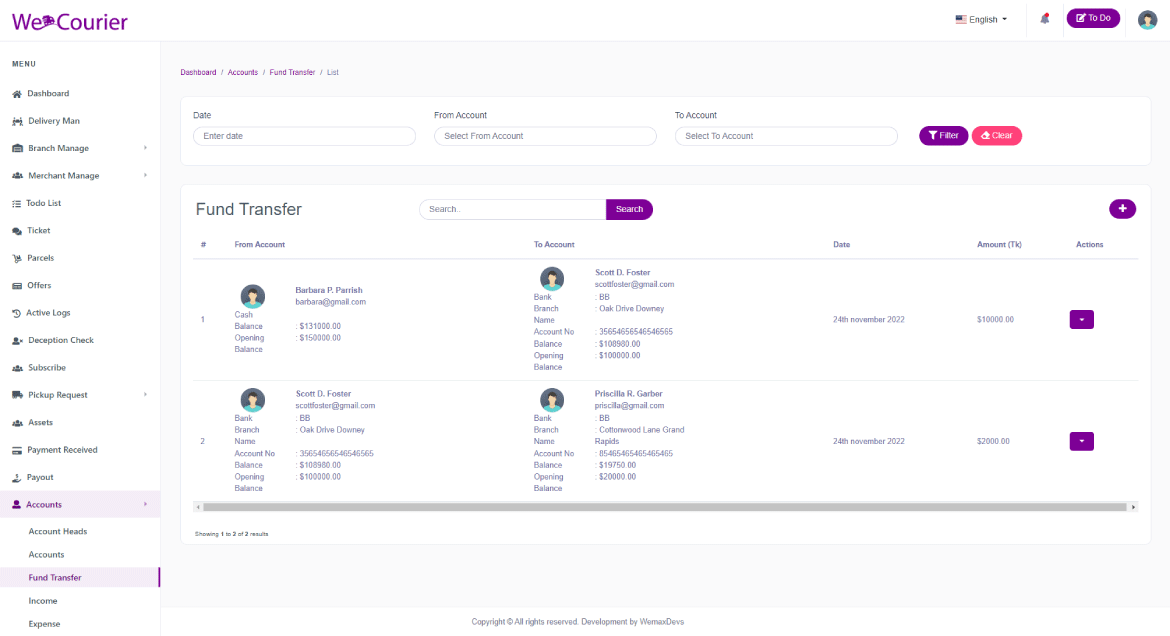 We Courier
English
To Do
MENU
Dashboard
Delivery Man
Branch Manage
Merchant Manage
Todo List
Ticket
Parcels
Offers
Active Logs
Deception Check
Subscribe
Pickup Request
Assets
Payment Received
Payout
Accounts
Account Heads
Accounts
Fund Transfer
Income
Expense
Dashboard / Accounts / Fund Transfer / List
Date From Account To Account
Enter date Select From Account Select To Account Filter Clear
Fund Transfer Search.. Search +
# From Account To Account Date Amount (Tk) Actions
1
Barbara P. Parrish
barbara@gmail.com
Cash
Balance : $131000.00
Opening : $150000.00
Balance
Scott D. Foster
scottfoster@gmail.com
Bank : BB
Branch : Oak Drive Downey
Name
Account No : 35654656546546565
Balance : $108980.00
Opening : $100000.00
Balance
24th november 2022 $10000.00
2
Scott D. Foster
scottfoster@gmail.com
Bank : BB
Branch : Oak Drive Downey
Name
Account No : 35654656546546565
Balance : $108980.00
Opening : $100000.00
Balance
Priscilla R. Garber
priscilla@gmail.com
Bank : BB
Branch : Cottonwood Lane Grand
Name Rapids
Account No : 85465465465465465
Balance : $19750.00
Opening : $20000.00
Balance
24th november 2022 $2000.00
Showing 1 to 2 of 2 results
Copyright © All rights reserved. Development by WemaxDevs